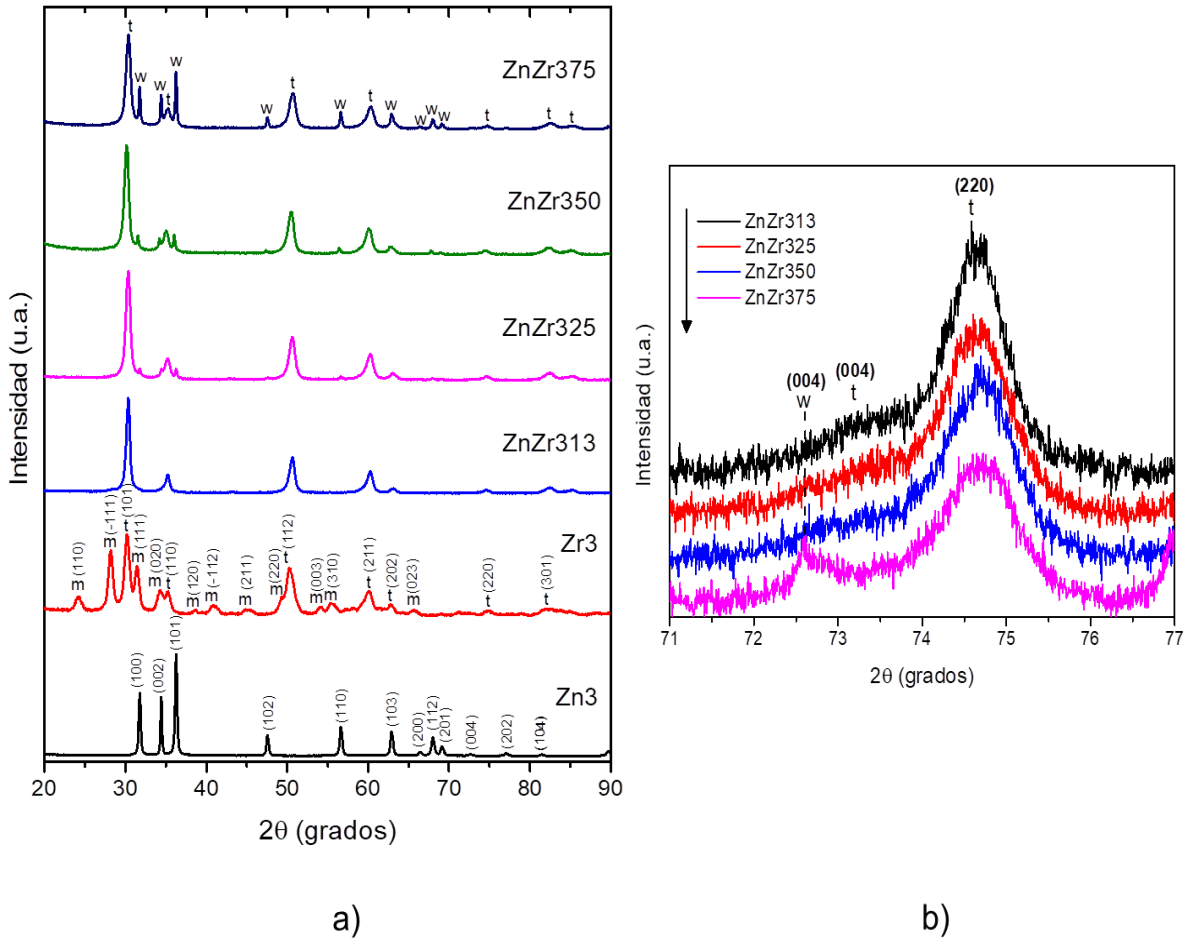 ZnZr375
t w w t w w t w t w w w w t t t
ZnZr350
ZnZr325
ZnZr313
Zr3
m (110)
m (-111)
t (101)
m (111)
m (020)
t (110)
m (120)
m (-112)
m (211)
m (220)
t (112)
m (003)
m (310)
t (211)
t (202)
m (023)
t (220)
t (301)
Zn3
(100)
(002)
(101)
(102)
(110)
(103)
(200)
(112)
(201)
(004)
(202)
(104)
20 30 40 50 60 70 80 90
2θ (grados)
Intensidad (u.a.)
a)
ZnZr313
ZnZr325
ZnZr350
ZnZr375
(220)
t
(004)
t
(004)
w
71 72 73 74 75 76 77
2θ (grados)
Intensidad (u.a.)
b)